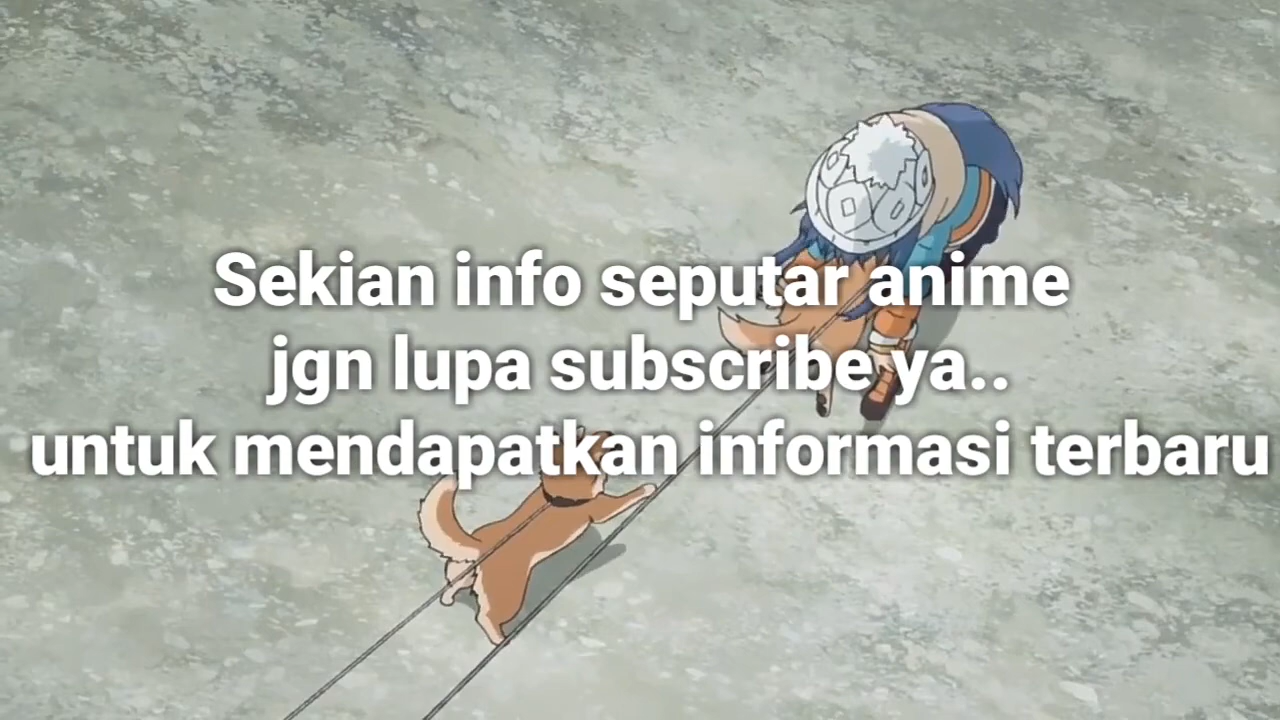 Sekian info seputar anime
jgn lupa subscribe ya..
untuk mendapatkan informasi terbaru